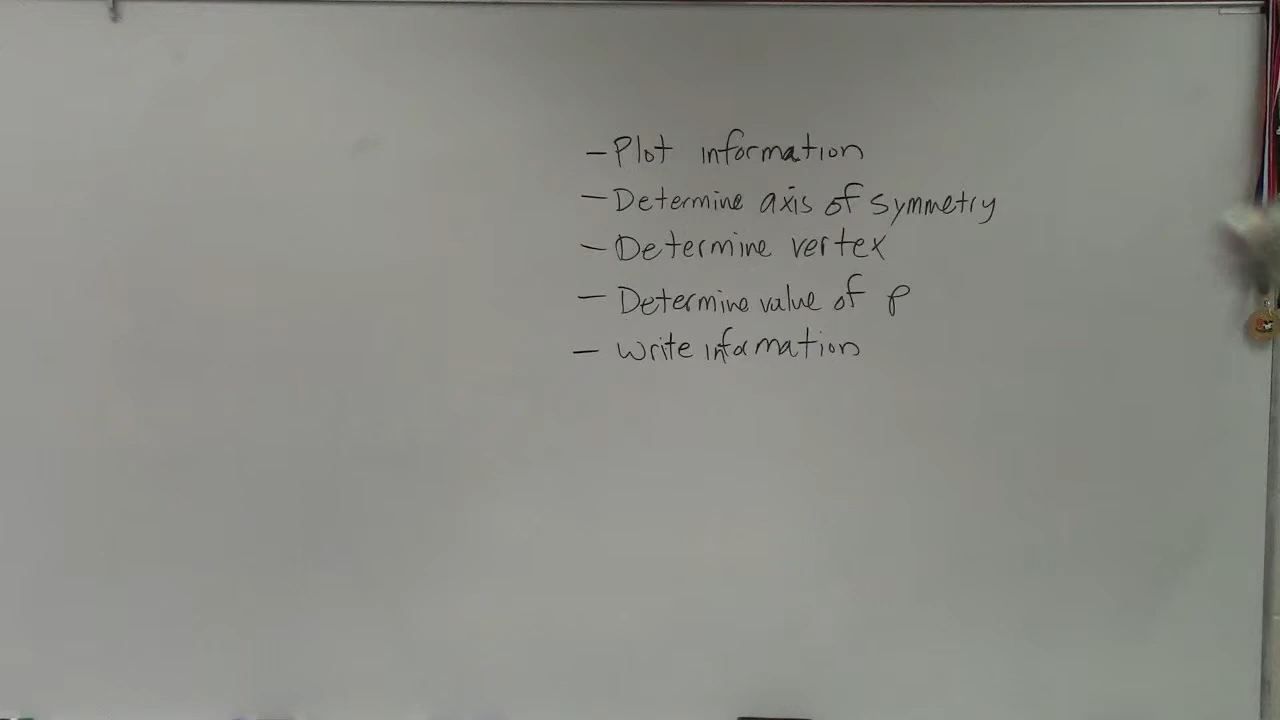 – Plot information
– Determine axis of symmetry
– Determine vertex
– Determine value of p
– Write information